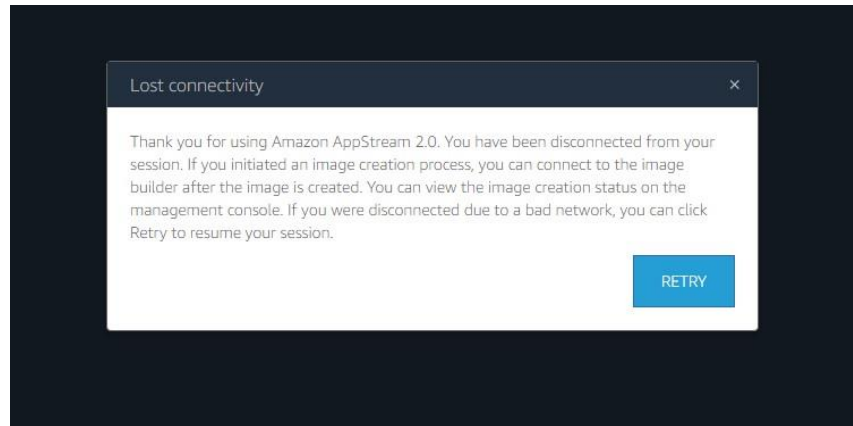 Lost connectivity ×
Thank you for using Amazon AppStream 2.0. You have been disconnected from your
session. If you initiated an image creation process, you can connect to the image
builder after the image is created. You can view the image creation status on the
management console. If you were disconnected due to a bad network, you can click
Retry to resume your session.
RETRY